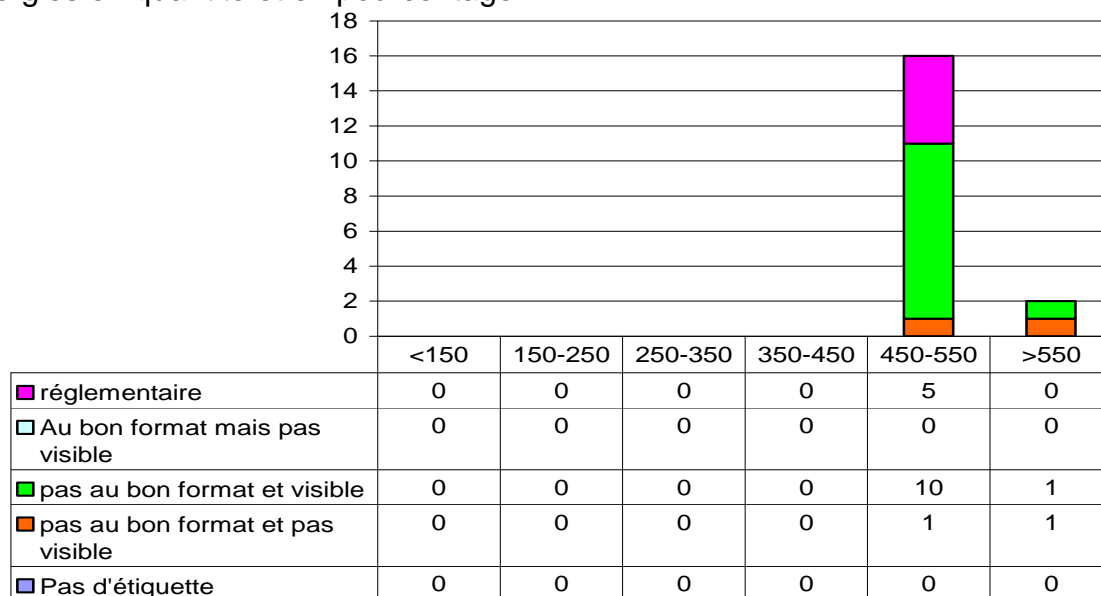 18
16
14
12
10
8
6
4
2
0
<150 150-250 250-350 350-450 450-550 >550
réglementaire 0 0 0 0 5 0
Au bon format mais pas visible 0 0 0 0 0 0
pas au bon format et visible 0 0 0 0 10 1
pas au bon format et pas visible 0 0 0 0 1 1
Pas d'étiquette 0 0 0 0 0 0